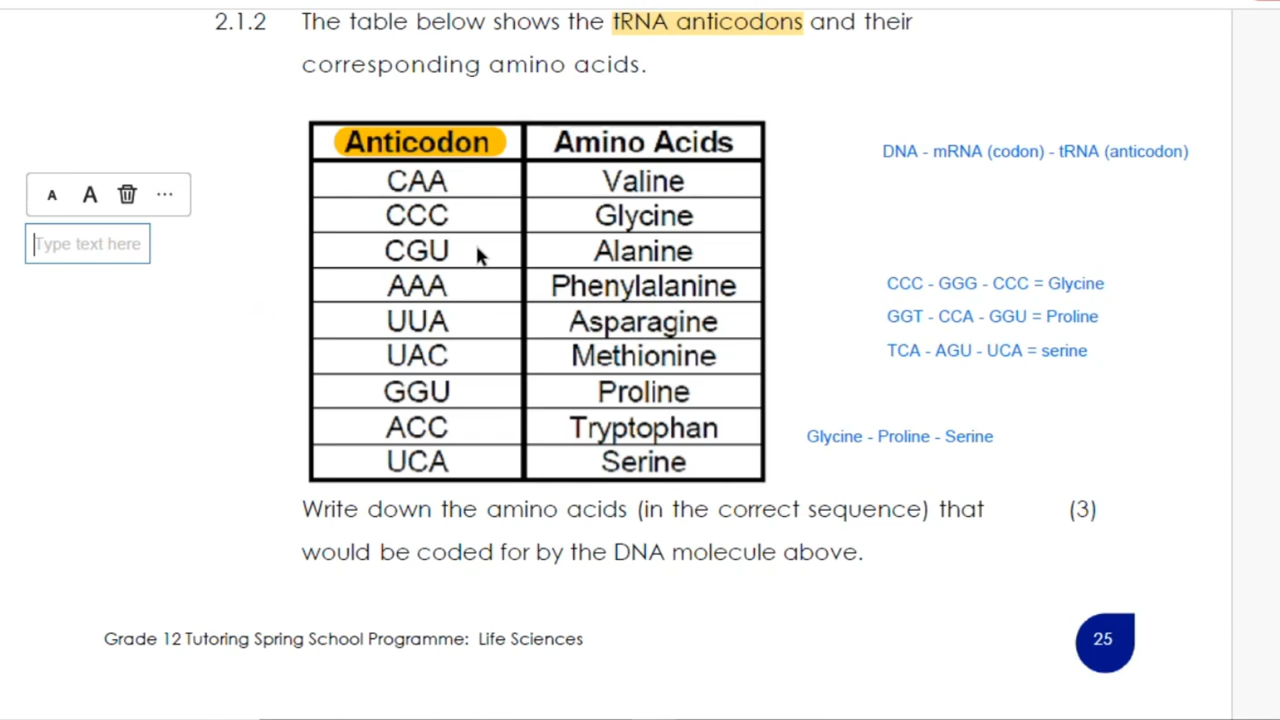 2.1.2 The table below shows the tRNA anticodons and their
corresponding amino acids.
Anticodon Amino Acids
DNA - mRNA (codon) - tRNA (anticodon)
CAA Valine
A A ...
CCC Glycine
Type text here
CGU Alanine
AAA Phenylalanine
CCC - GGG - CCC = Glycine
UUA Asparagine
GGT - CCA - GGU = Proline
UAC Methionine
TCA - AGU - UCA = serine
GGU Proline
ACC Tryptophan
Glycine - Proline - Serine
UCA Serine
Write down the amino acids (in the correct sequence) that (3)
would be coded for by the DNA molecule above.
Grade 12 Tutoring Spring School Programme: Life Sciences
25